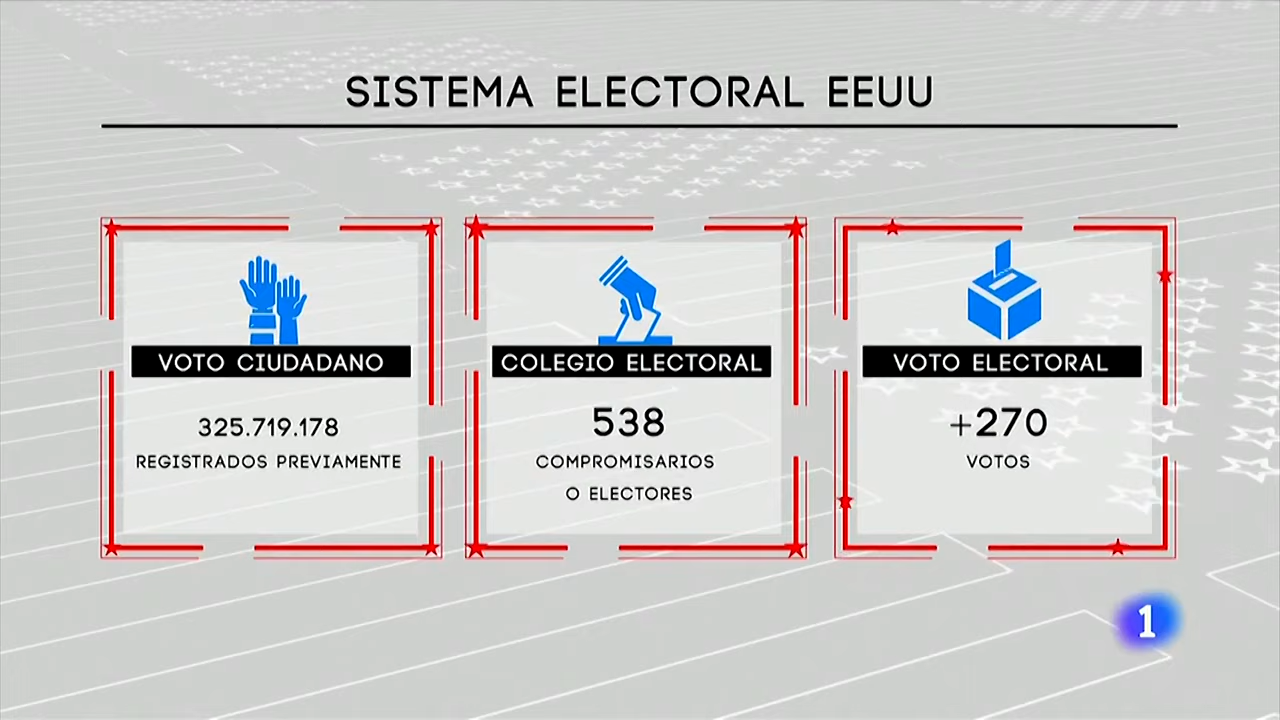 SISTEMA ELECTORAL EEUU
VOTO CIUDADANO
325.719.178
REGISTRADOS PREVIAMENTE
COLEGIO ELECTORAL
538
COMPROMISARIOS
O ELECTORES
VOTO ELECTORAL
+270
VOTOS
1